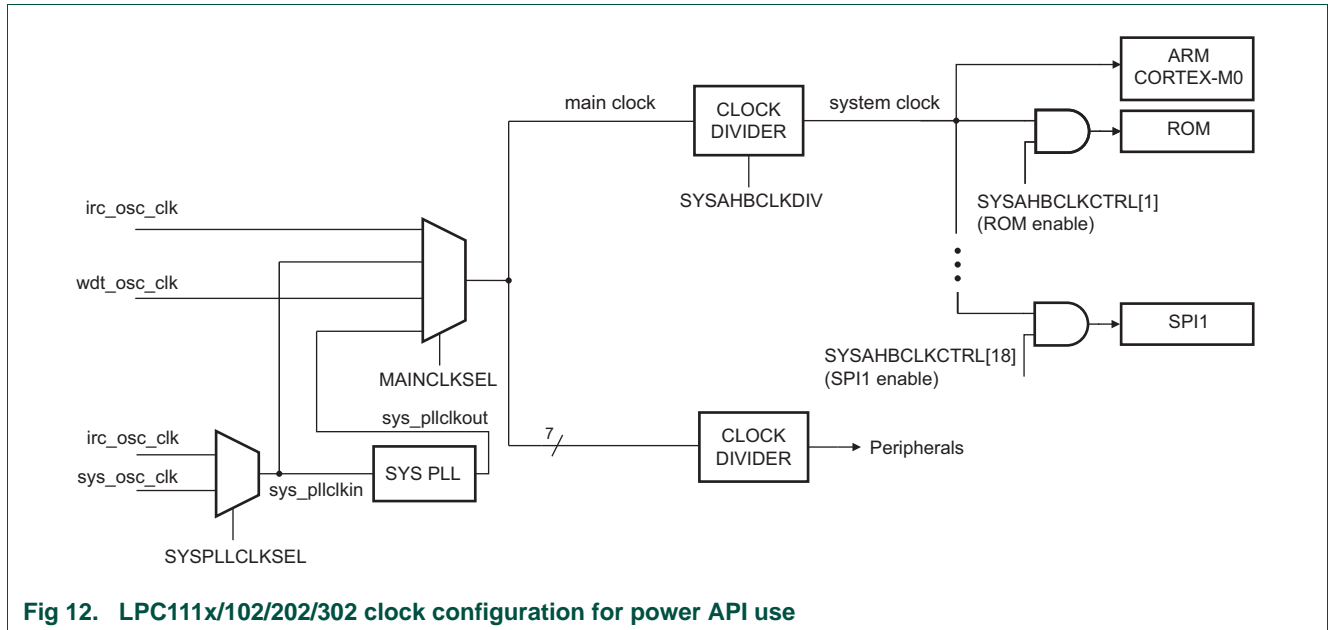 ARM
CORTEX-M0
main clock
CLOCK
DIVIDER
system clock
ROM
SYSAHBCLKDIV
SYSAHBCLKCTRL[1]
(ROM enable)
irc_osc_clk
wdt_osc_clk
SPI1
SYSAHBCLKCTRL[18]
(SPI1 enable)
MAINCLKSEL
sys_pllclkout
irc_osc_clk
sys_osc_clk
SYS PLL
sys_pllclkin
7
CLOCK
DIVIDER
Peripherals
SYSPLLCLKSEL
Fig 12. LPC111x/102/202/302 clock configuration for power API use